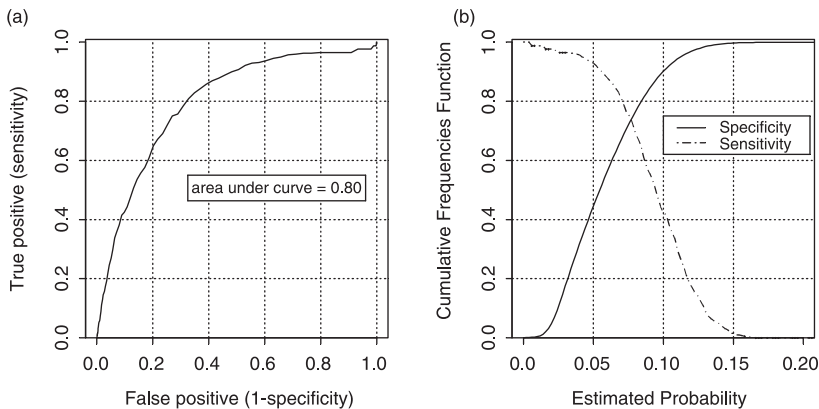 (a)
True positive (sensitivity)
1.0
0.8
0.6
0.4
0.2
0.0
area under curve = 0.80
0.0 0.2 0.4 0.6 0.8 1.0
False positive (1-specificity)
(b)
Cumulative Frequencies Function
1.0
0.8
0.6
0.4
0.2
0.0
Specificity
Sensitivity
0.0 0.05 0.10 0.15 0.20
Estimated Probability